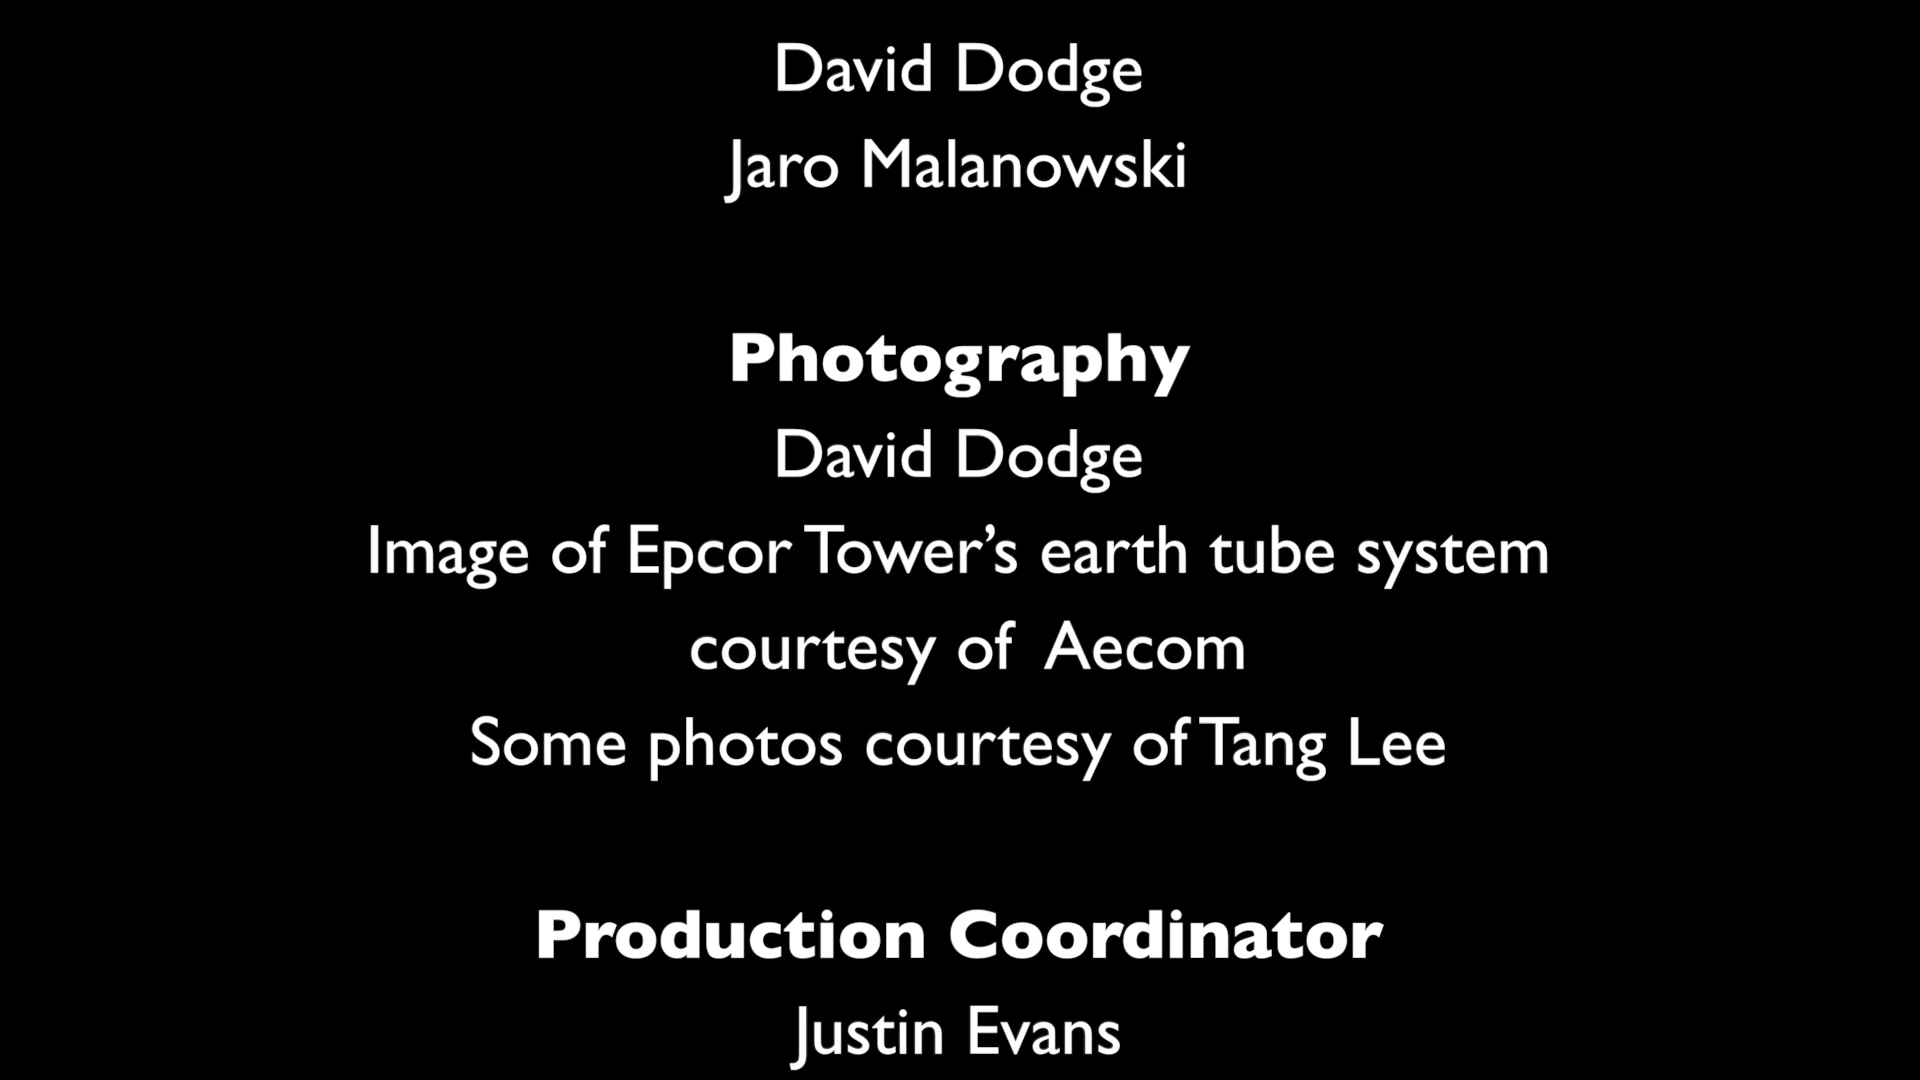 David Dodge
Jaro Malanowski
Photography
David Dodge
Image of Epcor Tower’s earth tube system
courtesy of Aecom
Some photos courtesy of Tang Lee
Production Coordinator
Justin Evans